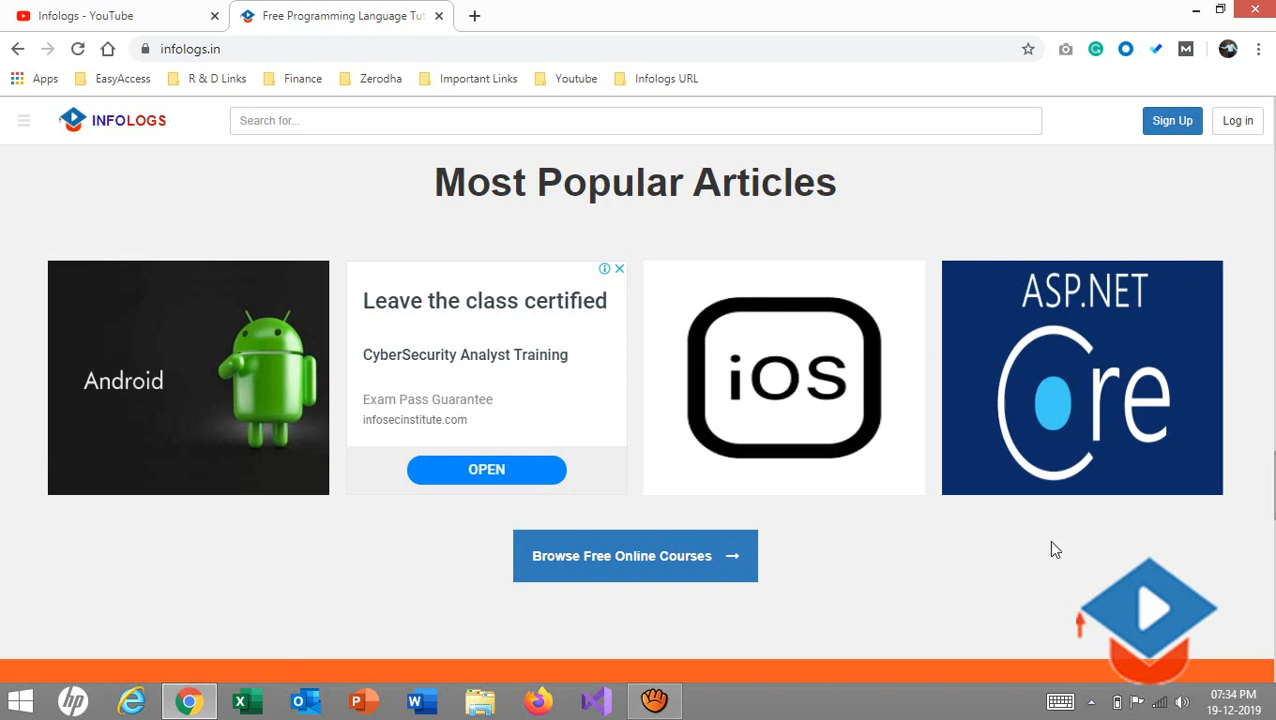 Infologs - YouTube
Free Programming Language Tut
infologs.in
Apps
EasyAccess
R & D Links
Finance
Zerodha
Important Links
Youtube
Infologs URL
INFOLOGS
Search for...
Sign Up
Log in
Most Popular Articles
Android
Leave the class certified
CyberSecurity Analyst Training
Exam Pass Guarantee
infosecinstitute.com
OPEN
iOS
ASP.NET
Core
Browse Free Online Courses →
07:34 PM
19-12-2019